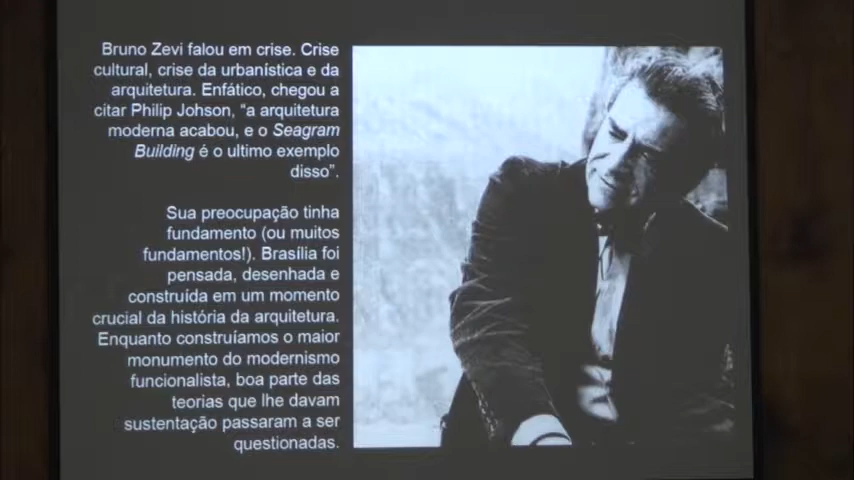 Bruno Zevi falou em crise. Crise
cultural, crise da urbanística e da
arquitetura. Enfático, chegou a
citar Philip Johson, “a arquitetura
moderna acabou, e o Seagram
Building é o ultimo exemplo
disso”.
Sua preocupação tinha
fundamento (ou muitos
fundamentos!). Brasília foi
pensada, desenhada e
construída em um momento
crucial da história da arquitetura.
Enquanto construíamos o maior
monumento do modernismo
funcionalista, boa parte das
teorias que lhe davam
sustentação passaram a ser
questionadas.